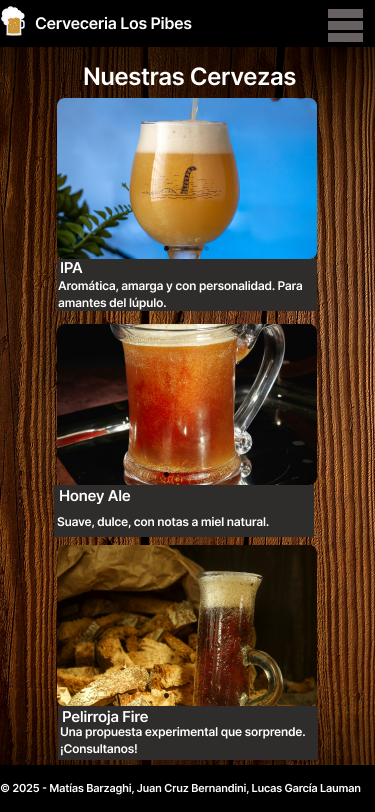 Cerveceria Los Pibes
Nuestras Cervezas
IPA
Aromática, amarga y con personalidad. Para
amantes del lúpulo.
Honey Ale
Suave, dulce, con notas a miel natural.
Pelirroja Fire
Una propuesta experimental que sorprende.
¡Consultanos!
© 2025 - Matías Barzaghi, Juan Cruz Bernandini, Lucas García Lauman